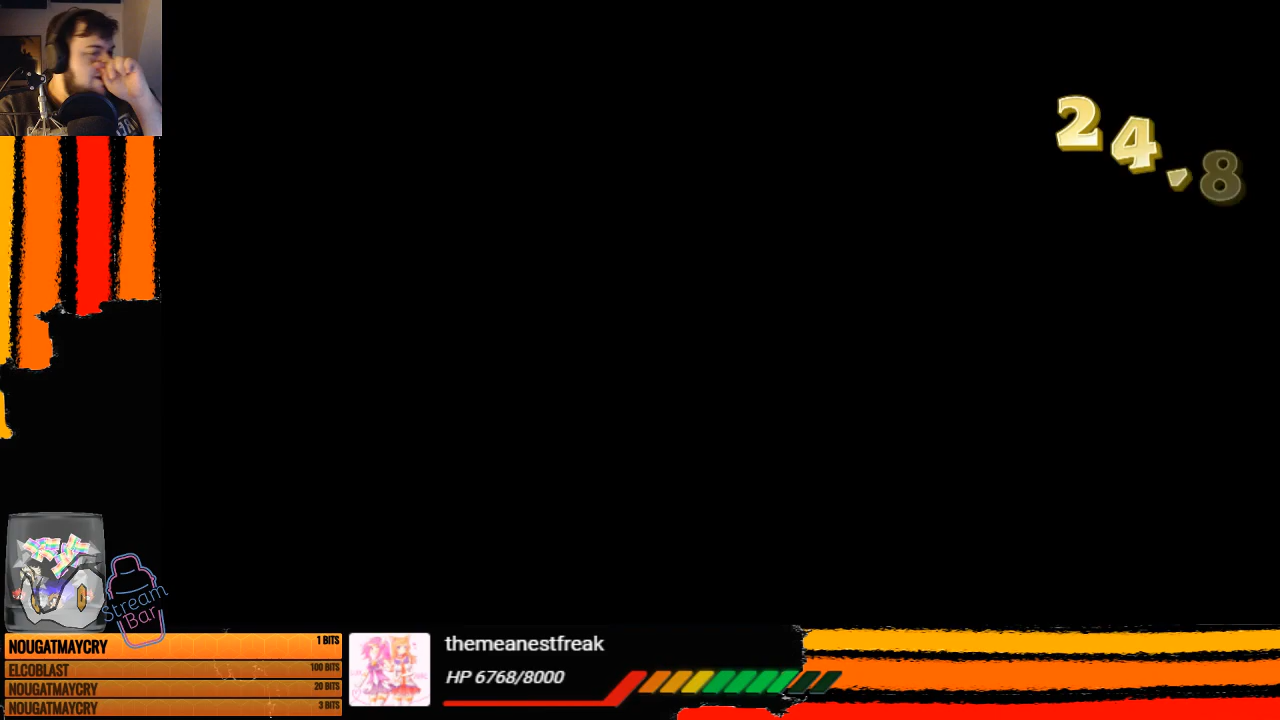 24.8
Stream
Bar
NOUGATMAYCRY 1 BITS
ELCOBLAST 100 BITS
NOUGATMAYCRY 20 BITS
NOUGATMAYCRY 3 BITS
themeanestfreak
HP 6768/8000